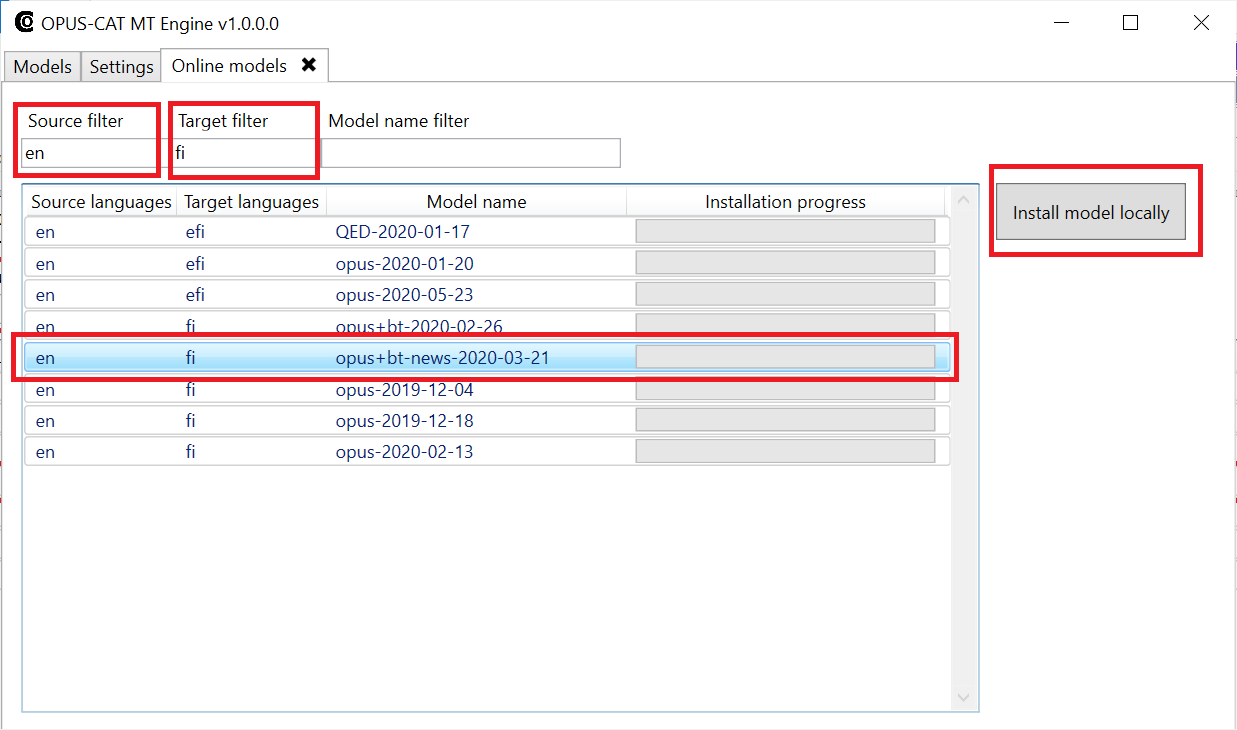 OPUS-CAT MT Engine v1.0.0.0
Models Settings Online models
Source filter Target filter Model name filter
en fi
Source languages Target languages Model name Installation progress
Install model locally
en efi QED-2020-01-17
en efi opus-2020-01-20
en efi opus-2020-05-23
en fi opus+bt-2020-02-26
en fi opus+bt-news-2020-03-21
en fi opus-2019-12-04
en fi opus-2019-12-18
en fi opus-2020-02-13